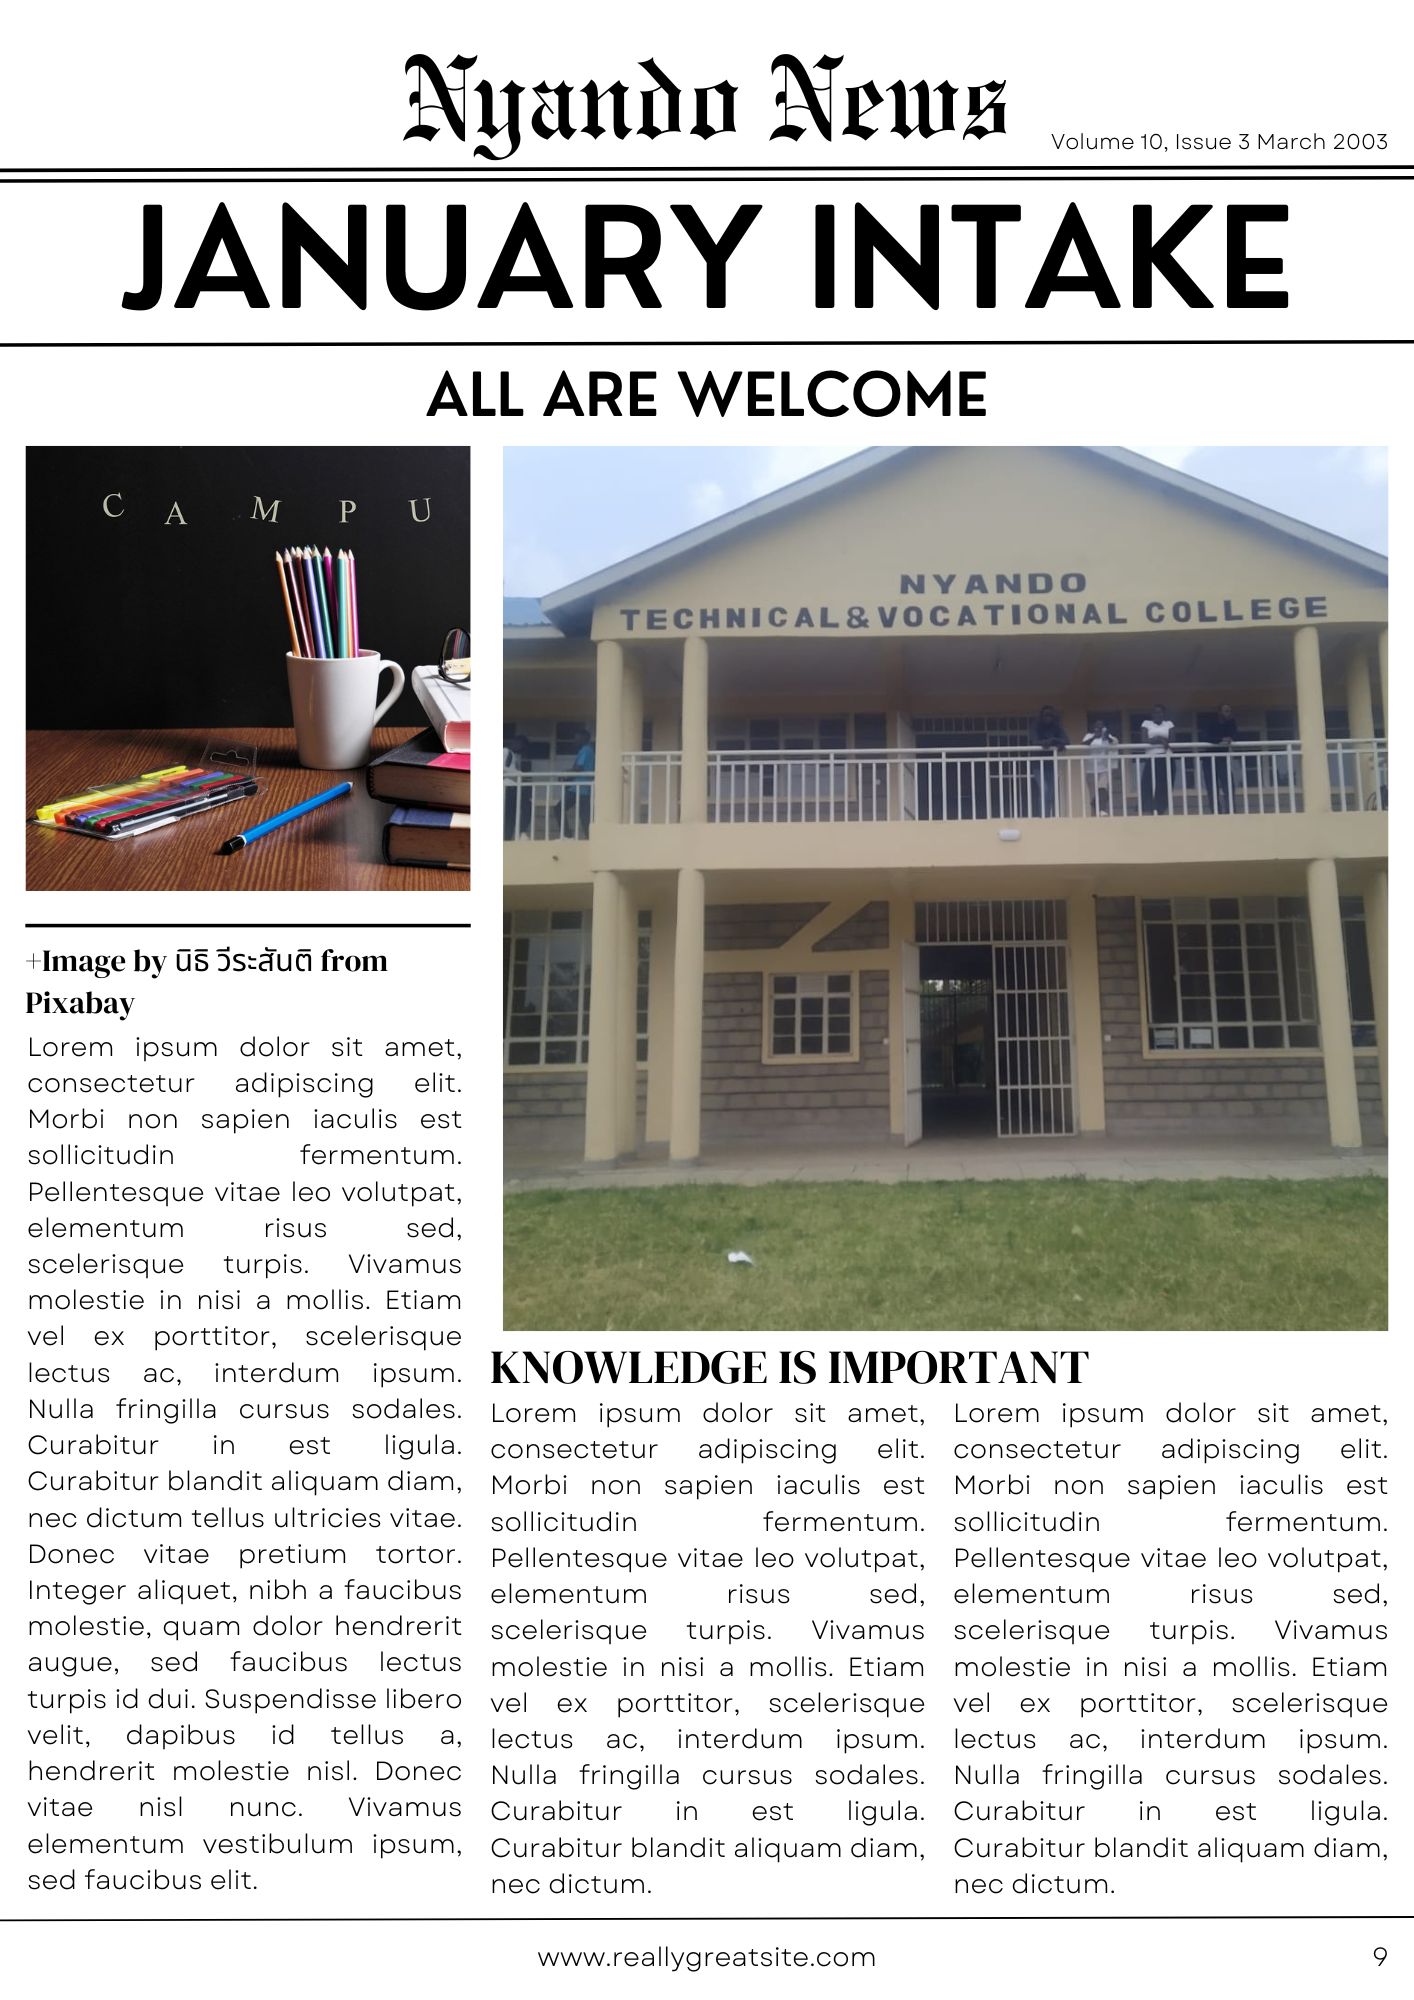 Nyando News
Volume 10, Issue 3 March 2003
JANUARY INTAKE
ALL ARE WELCOME
C A M P U
NYANDO
TECHNICAL&VOCATIONAL COLLEGE
+Image by นิธิ วีระสันติ from
Pixabay
Lorem ipsum dolor sit amet,
consectetur adipiscing elit.
Morbi non sapien iaculis est
sollicitudin fermentum.
Pellentesque vitae leo volutpat,
elementum risus sed,
scelerisque turpis. Vivamus
molestie in nisi a mollis. Etiam
vel ex porttitor, scelerisque
lectus ac, interdum ipsum.
Nulla fringilla cursus sodales.
Curabitur in est ligula.
Curabitur blandit aliquam diam,
nec dictum tellus ultricies vitae.
Donec vitae pretium tortor.
Integer aliquet, nibh a faucibus
molestie, quam dolor hendrerit
augue, sed faucibus lectus
turpis id dui. Suspendisse libero
velit, dapibus id tellus a,
hendrerit molestie nisl. Donec
vitae nisl nunc. Vivamus
elementum vestibulum ipsum,
sed faucibus elit.
KNOWLEDGE IS IMPORTANT
Lorem ipsum dolor sit amet,
consectetur adipiscing elit.
Morbi non sapien iaculis est
sollicitudin fermentum.
Pellentesque vitae leo volutpat,
elementum risus sed,
scelerisque turpis. Vivamus
molestie in nisi a mollis. Etiam
vel ex porttitor, scelerisque
lectus ac, interdum ipsum.
Nulla fringilla cursus sodales.
Curabitur in est ligula.
Curabitur blandit aliquam diam,
nec dictum.
Lorem ipsum dolor sit amet,
consectetur adipiscing elit.
Morbi non sapien iaculis est
sollicitudin fermentum.
Pellentesque vitae leo volutpat,
elementum risus sed,
scelerisque turpis. Vivamus
molestie in nisi a mollis. Etiam
vel ex porttitor, scelerisque
lectus ac, interdum ipsum.
Nulla fringilla cursus sodales.
Curabitur in est ligula.
Curabitur blandit aliquam diam,
nec dictum.
www.reallygreatsite.com
9